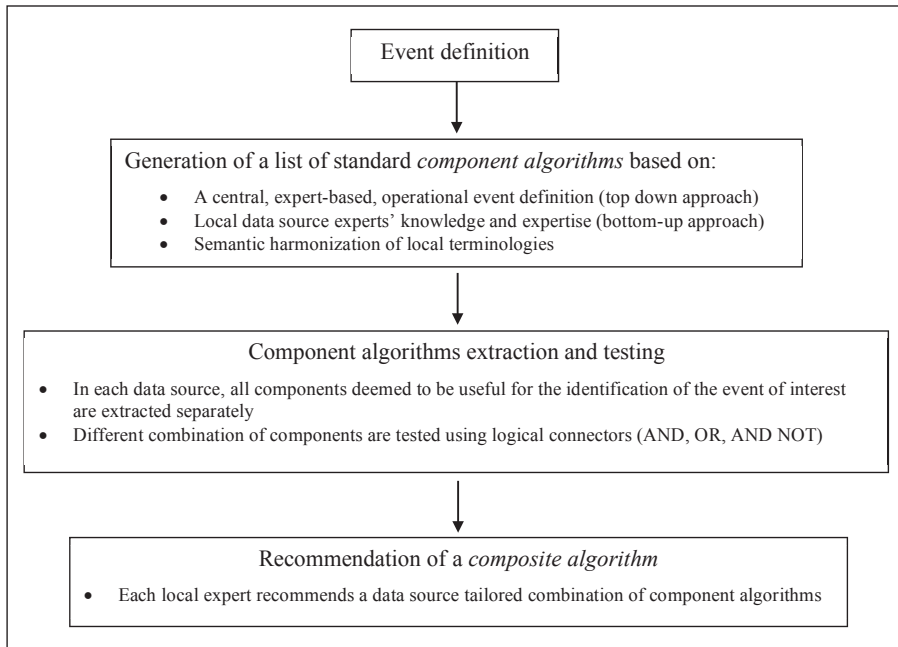 Event definition
Generation of a list of standard component algorithms based on:
• A central, expert-based, operational event definition (top down approach)
• Local data source experts’ knowledge and expertise (bottom-up approach)
• Semantic harmonization of local terminologies
Component algorithms extraction and testing
• In each data source, all components deemed to be useful for the identification of the event of interest
are extracted separately
• Different combination of components are tested using logical connectors (AND, OR, AND NOT)
Recommendation of a composite algorithm
• Each local expert recommends a data source tailored combination of component algorithms